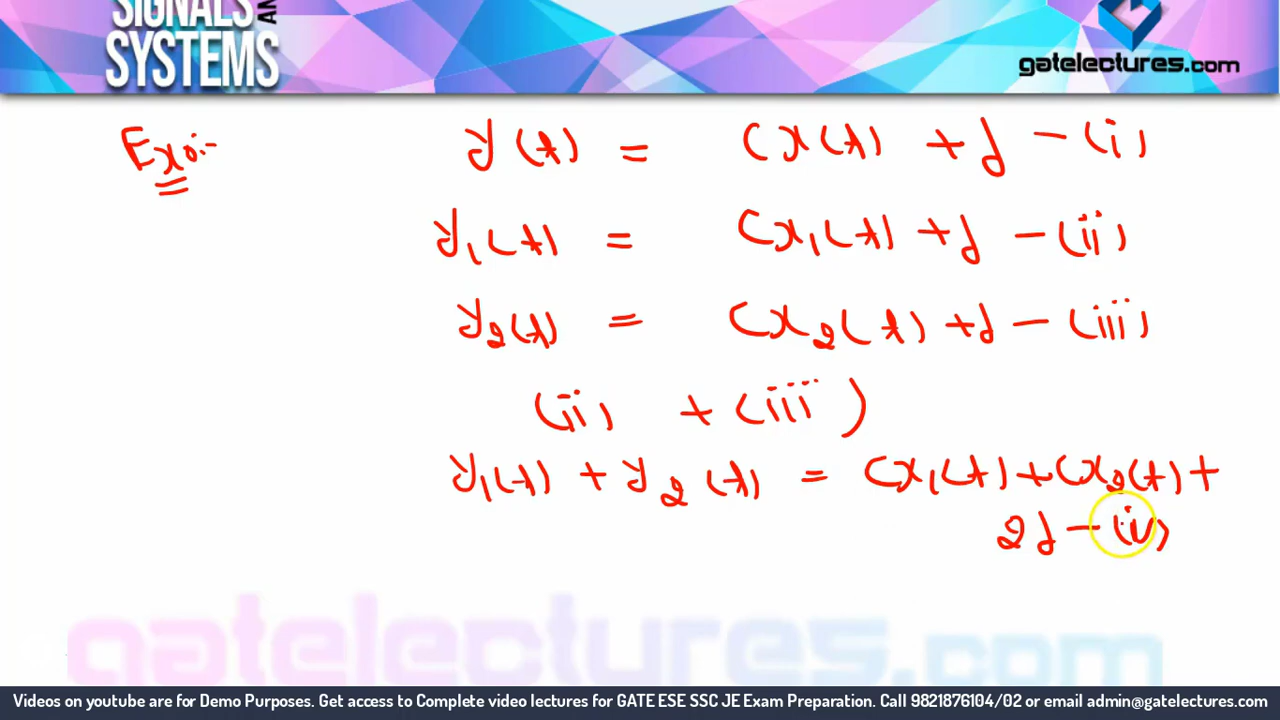 SIGNALS AND
SYSTEMS
gatelectures.com
Ex:-
y(t) = Cx(t) + d - (i)
y₁(t) = Cx₁(t) + d - (ii)
y₂(t) = Cx₂(t) + d - (iii)
(ii) + (iii)
y₁(t) + y₂(t) = Cx₁(t) + Cx₂(t) +
2d - (iv)
gatelectures.com
Videos on youtube are for Demo Purposes. Get access to Complete video lectures for GATE ESE SSC JE Exam Preparation. Call 9821876104/02 or email admin@gatelectures.com